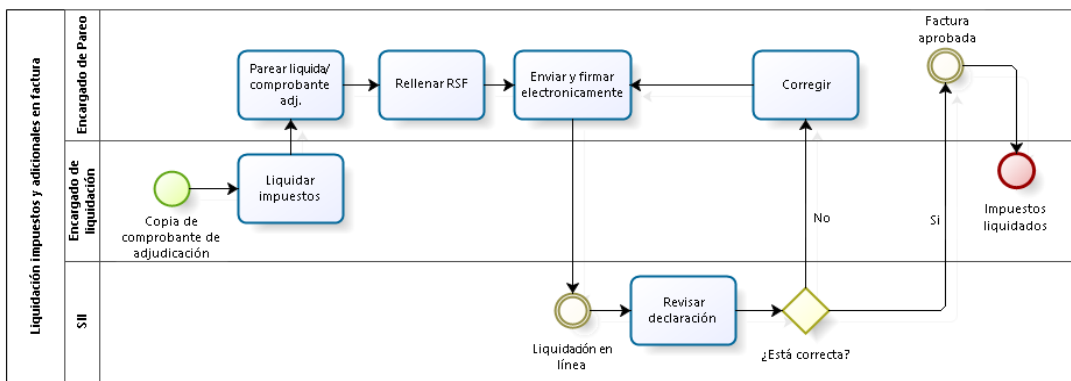 Liquidación impuestos y adicionales en factura
Encargado de Pareo
Parear liquida/
comprobante
adj.
Rellenar RSF
Enviar y firmar
electronicamente
Corregir
Factura
aprobada
Encargado de
liquidación
Copia de
comprobante de
adjudicación
Liquidar
impuestos
No
Si
Impuestos
liquidados
SII
Liquidación en
línea
Revisar
declaración
¿Está correcta?